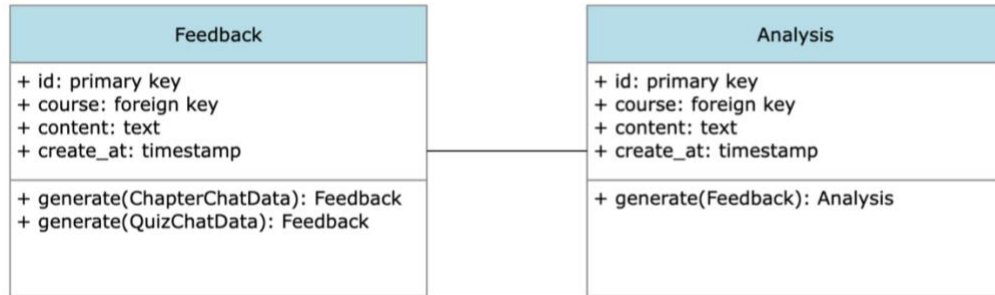 Feedback
+ id: primary key
+ course: foreign key
+ content: text
+ create_at: timestamp
+ generate(ChapterChatData): Feedback
+ generate(QuizChatData): Feedback
Analysis
+ id: primary key
+ course: foreign key
+ content: text
+ create_at: timestamp
+ generate(Feedback): Analysis